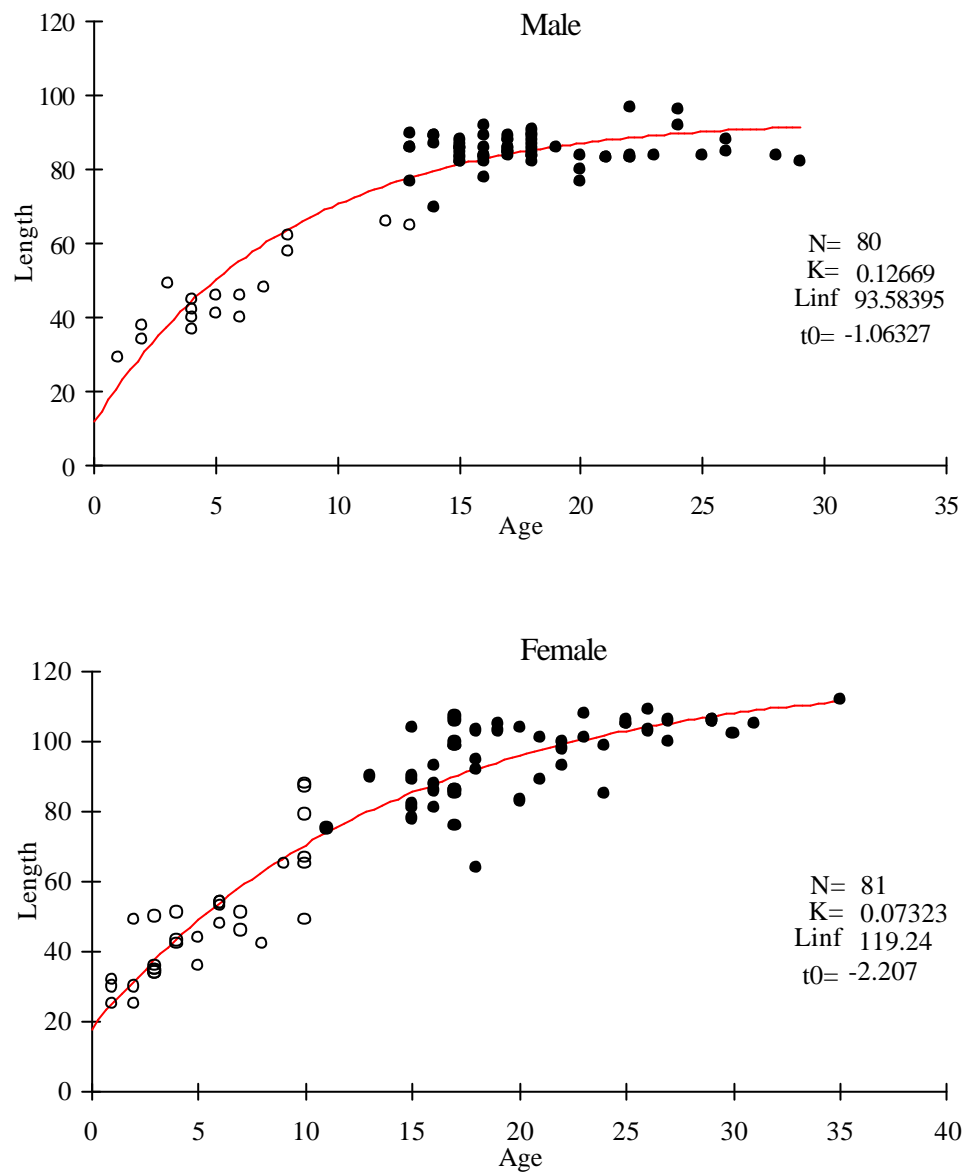 Male
120
100
80
60
40
20
0
Length
N= 80
K= 0.12669
Linf 93.58395
t0= -1.06327
0 5 10 15 20 25 30 35
Age
Female
120
100
80
60
40
20
0
Length
N= 81
K= 0.07323
Linf 119.24
t0= -2.207
0 5 10 15 20 25 30 35 40
Age